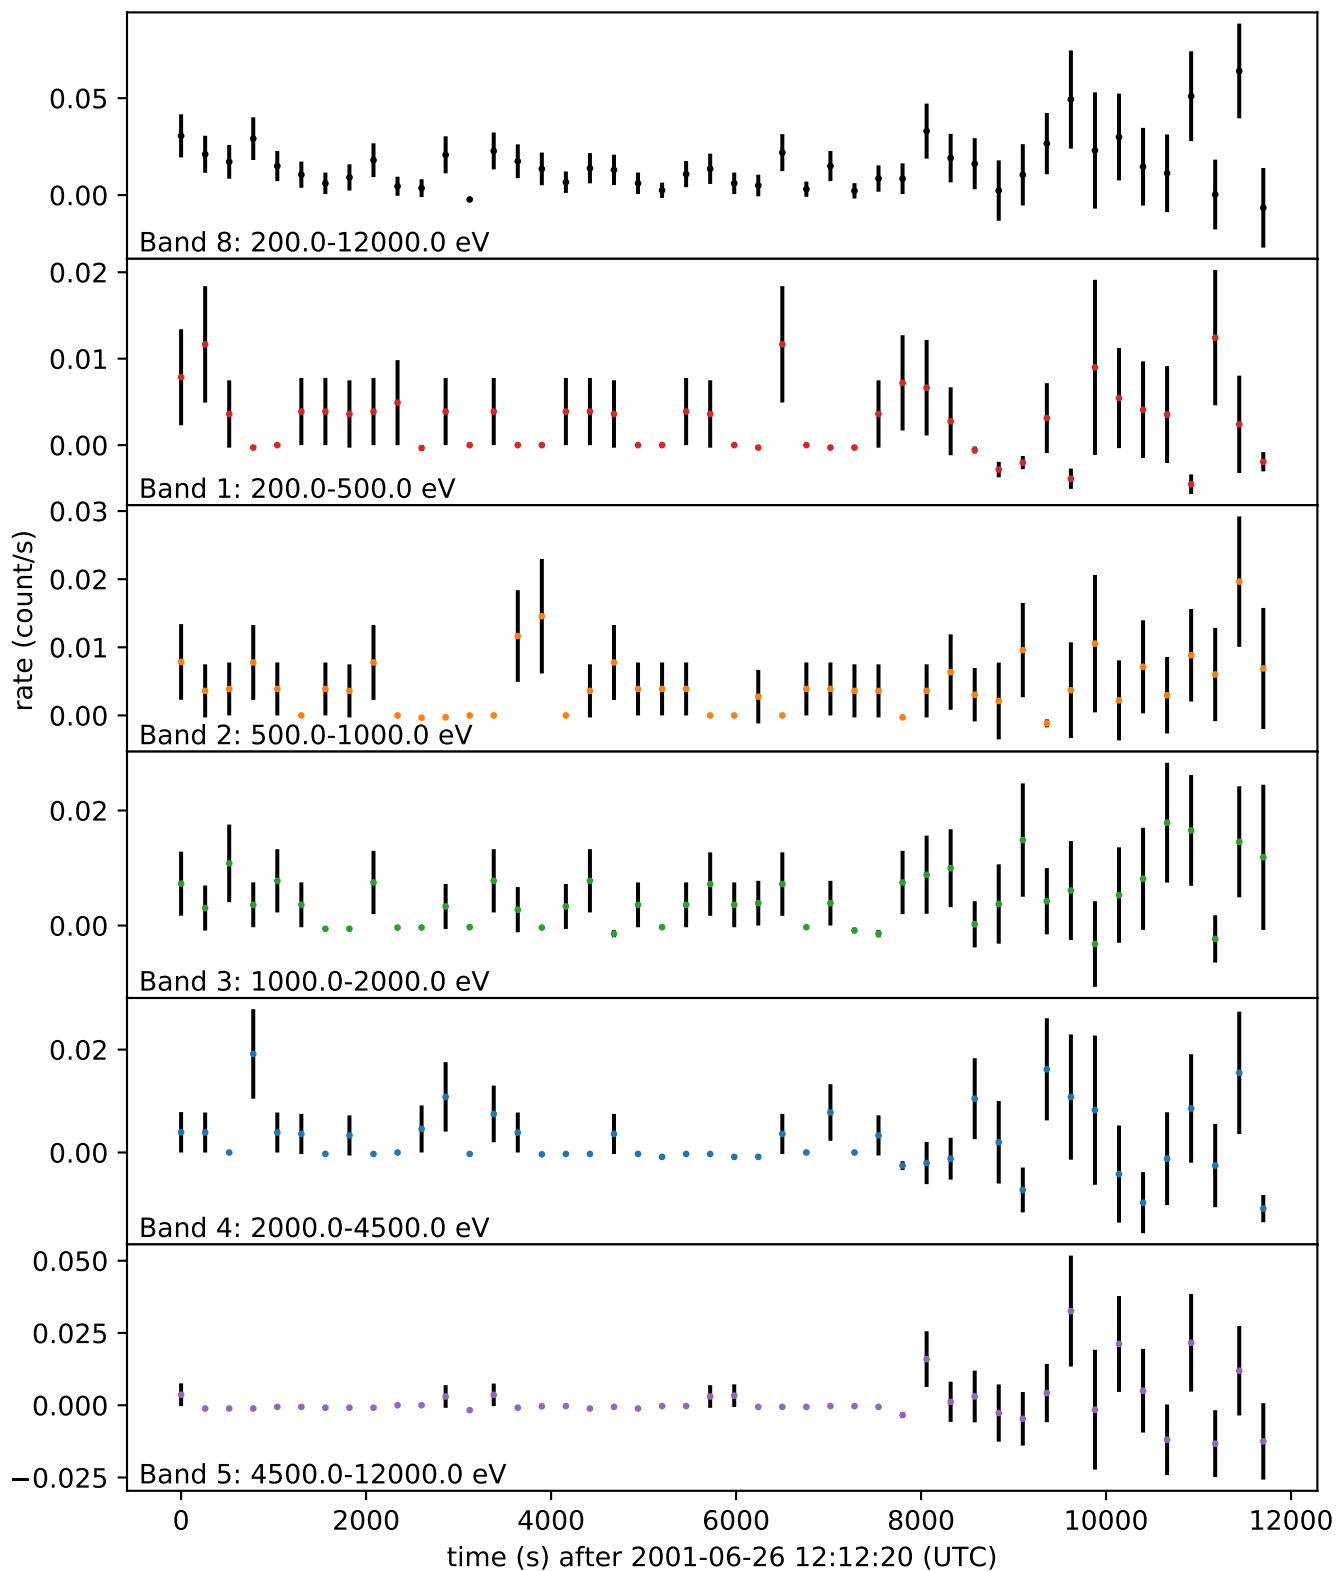 0.05
0.00
Band 8: 200.0-12000.0 eV
0.02
0.01
0.00
Band 1: 200.0-500.0 eV
0.03
0.02
0.01
0.00
Band 2: 500.0-1000.0 eV
rate (count/s)
0.02
0.00
Band 3: 1000.0-2000.0 eV
0.02
0.00
Band 4: 2000.0-4500.0 eV
0.050
0.025
0.000
−0.025
Band 5: 4500.0-12000.0 eV
0 2000 4000 6000 8000 10000 12000
time (s) after 2001-06-26 12:12:20 (UTC)